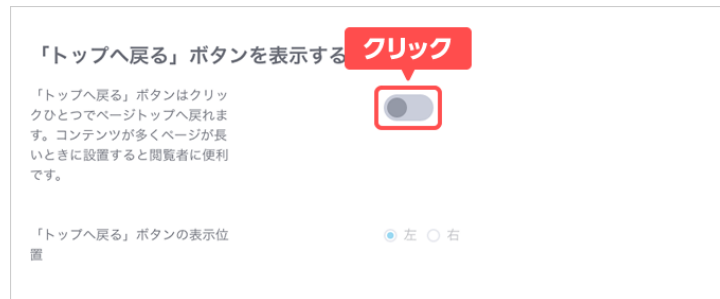 「トップへ戻る」ボタンを表示する
クリック
「トップへ戻る」ボタンはクリッ
クひとつでページトップへ戻れま
す。コンテンツが多くページが長
いときに設置すると閲覧者に便利
です。
「トップへ戻る」ボタンの表示位
置
左 右